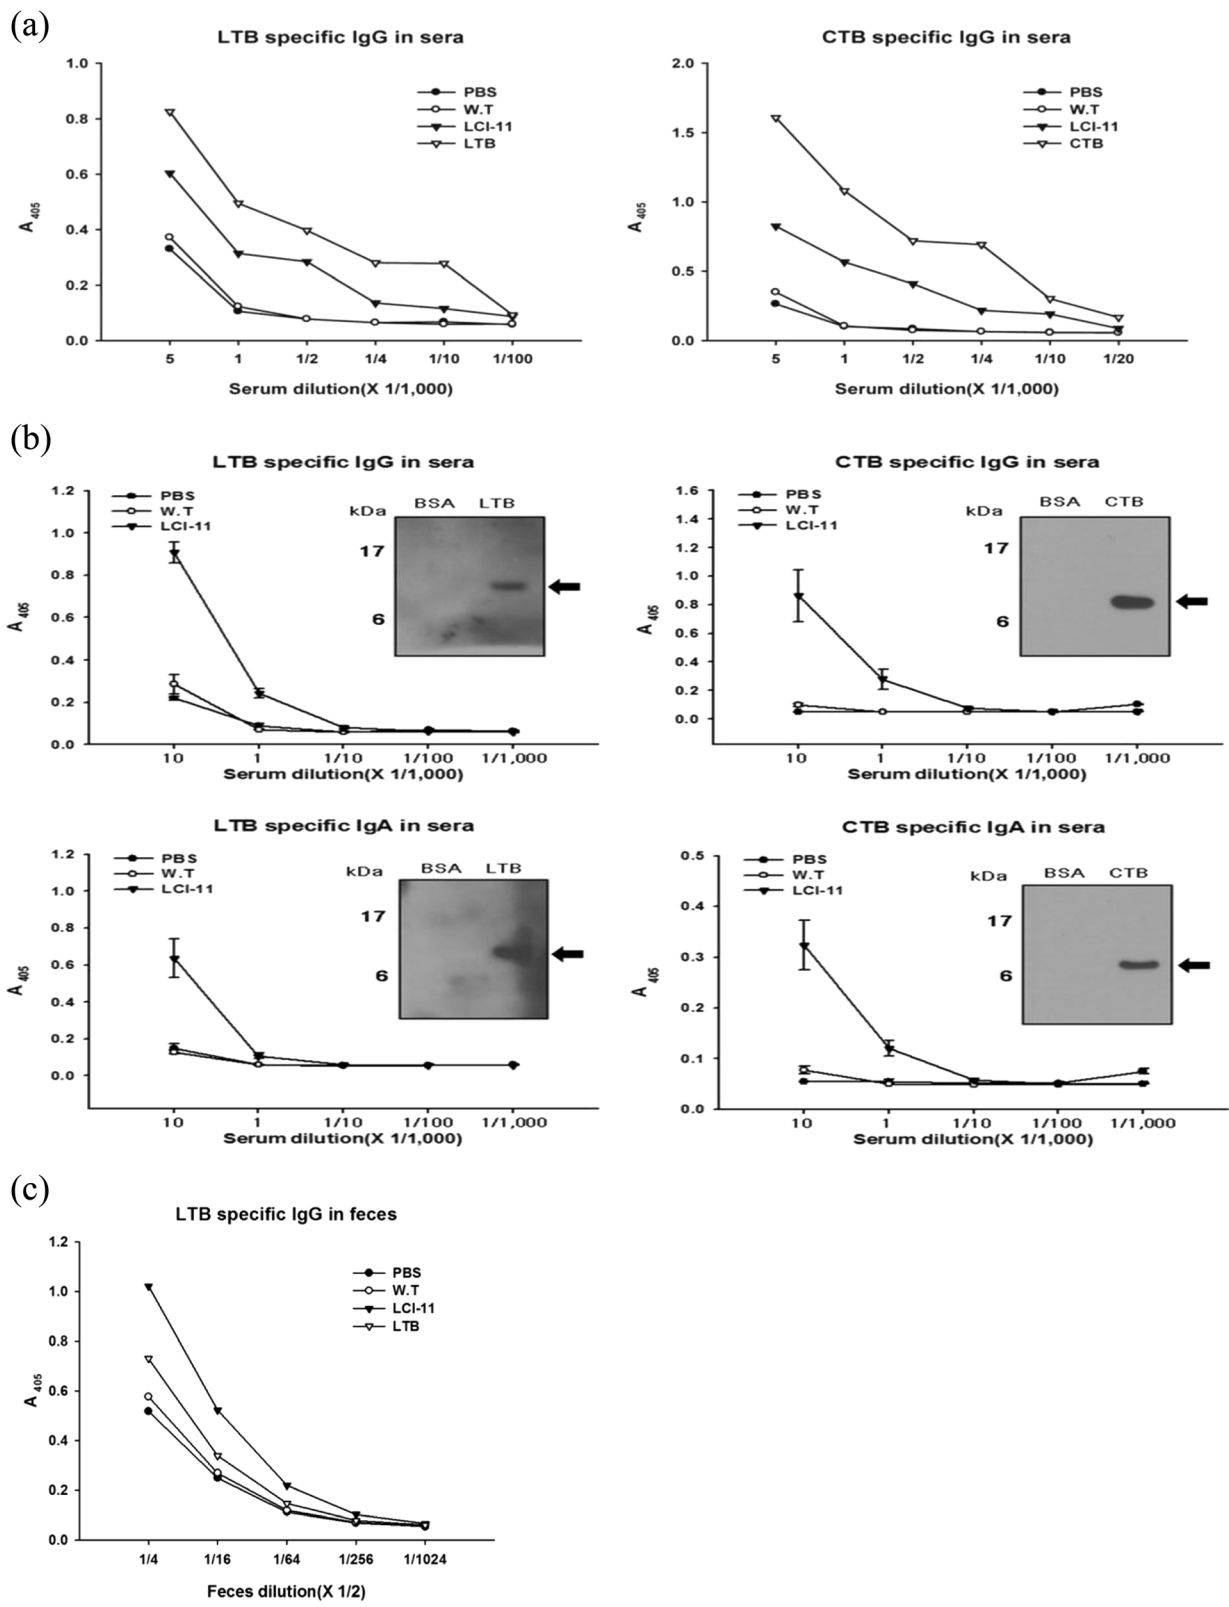 (a)
LTB specific IgG in sera
1.0
0.8
0.6
0.4
0.2
0.0
A 405
PBS
W.T
LCI-11
LTB
5 1 1/2 1/4 1/10 1/100
Serum dilution(X 1/1,000)
CTB specific IgG in sera
2.0
1.5
1.0
0.5
0.0
A 405
PBS
W.T
LCI-11
CTB
5 1 1/2 1/4 1/10 1/20
Serum dilution(X 1/1,000)
(b)
LTB specific IgG in sera
1.2
1.0
0.8
0.6
0.4
0.2
0.0
A 405
PBS
W.T
LCI-11
kDa BSA LTB
17
6
10 1 1/10 1/100 1/1,000
Serum dilution(X 1/1,000)
CTB specific IgG in sera
1.6
1.4
1.2
1.0
0.8
0.6
0.4
0.2
0.0
A 405
PBS
W.T
LCI-11
kDa BSA CTB
17
6
10 1 1/10 1/100 1/1,000
Serum dilution(X 1/1,000)
LTB specific IgA in sera
1.2
1.0
0.8
0.6
0.4
0.2
0.0
A 405
PBS
W.T
LCI-11
kDa BSA LTB
17
6
10 1 1/10 1/100 1/1,000
Serum dilution(X 1/1,000)
CTB specific IgA in sera
0.5
0.4
0.3
0.2
0.1
0.0
A 405
PBS
W.T
LCI-11
kDa BSA CTB
17
6
10 1 1/10 1/100 1/1,000
Serum dilution(X 1/1,000)
(c)
LTB specific IgG in feces
1.2
1.0
0.8
0.6
0.4
0.2
0.0
A 405
PBS
W.T
LCI-11
LTB
1/4 1/16 1/64 1/256 1/1024
Feces dilution(X 1/2)